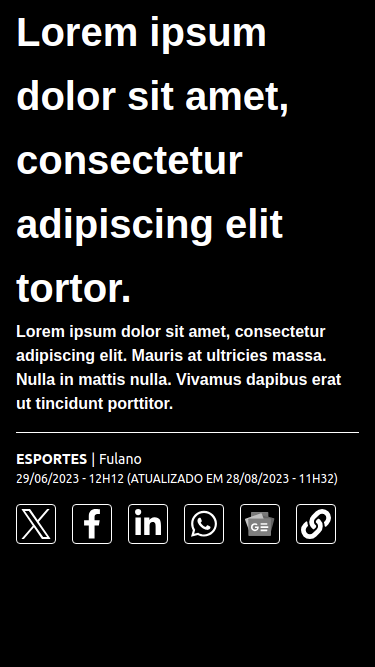 Lorem ipsum
dolor sit amet,
consectetur
adipiscing elit
tortor.
Lorem ipsum dolor sit amet, consectetur
adipiscing elit. Mauris at ultricies massa.
Nulla in mattis nulla. Vivamus dapibus erat
ut tincidunt porttitor.
ESPORTES | Fulano
29/06/2023 - 12H12 (ATUALIZADO EM 28/08/2023 - 11H32)